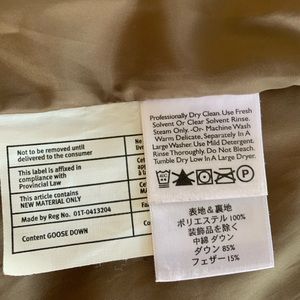 Not to be removed until
delivered to the consumer
This label is affixed in
compliance with
Provincial Law
This article contains
NEW MATERIAL ONLY
Made by Reg No. 01T-0413204
Content GOOSE DOWN
Professionally Dry Clean. Use Fresh
Solvent Or Clear Solvent Rinse.
Steam Only. -Or- Machine Wash
Warm Delicate, Separately In A
Large Washer. Use Mild Detergent.
Rinse Thoroughly. Do Not Bleach.
Tumble Dry Low In A Large Dryer.
表地&裏地
ポリエステル 100%
装飾部を除く
中綿 ダウン
ダウン 85%
フェザー 15%